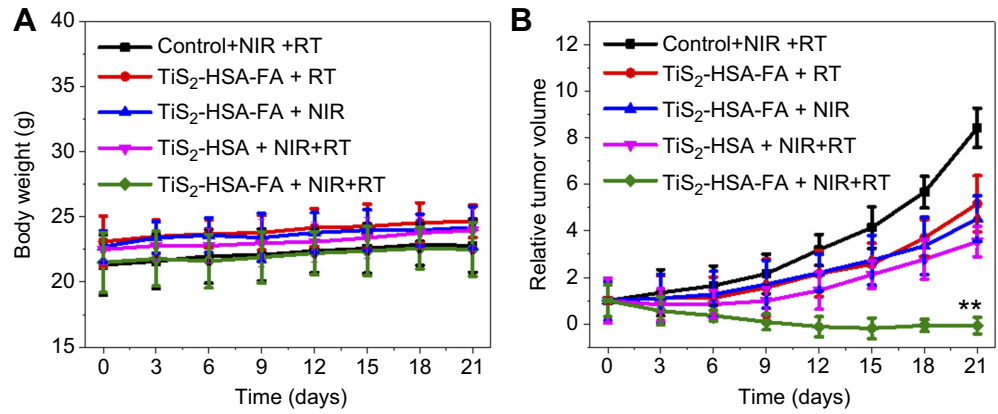 A
40
35
30
25
20
15
Body weight (g)
Control+NIR +RT
TiS2-HSA-FA + RT
TiS2-HSA-FA + NIR
TiS2-HSA + NIR+RT
TiS2-HSA-FA + NIR+RT
0 3 6 9 12 15 18 21
Time (days)
B
12
10
8
6
4
2
0
Relative tumor volume
Control+NIR +RT
TiS2-HSA-FA + RT
TiS2-HSA-FA + NIR
TiS2-HSA + NIR+RT
TiS2-HSA-FA + NIR+RT
**
0 3 6 9 12 15 18 21
Time (days)